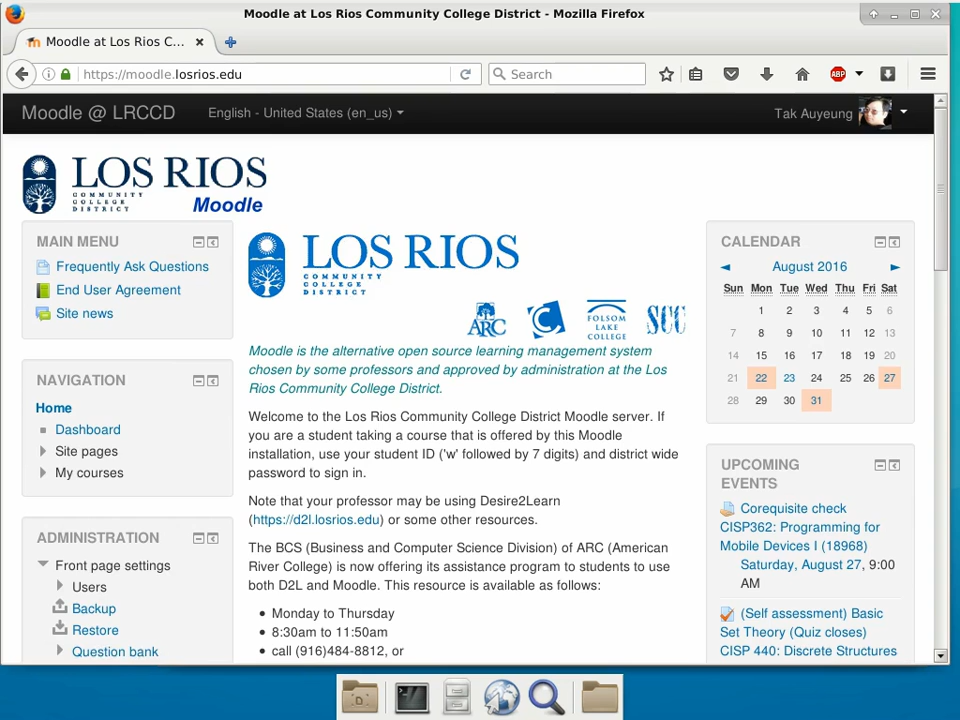 Moodle at Los Rios Community College District - Mozilla Firefox
Moodle at Los Rios C...
https://moodle.losrios.edu
Search
ABP
Moodle @ LRCCD
English - United States (en_us)
Tak Auyeung
LOS RIOS
COMMUNITY
COLLEGE
DISTRICT
Moodle
MAIN MENU
Frequently Ask Questions
End User Agreement
Site news
NAVIGATION
Home
Dashboard
Site pages
My courses
ADMINISTRATION
Front page settings
Users
Backup
Restore
Question bank
LOS RIOS
COMMUNITY
COLLEGE
DISTRICT
ARC
FOLSOM
LAKE
COLLEGE
SCC
Moodle is the alternative open source learning management system
chosen by some professors and approved by administration at the Los
Rios Community College District.
Welcome to the Los Rios Community College District Moodle server. If
you are a student taking a course that is offered by this Moodle
installation, use your student ID ('w' followed by 7 digits) and district wide
password to sign in.
Note that your professor may be using Desire2Learn
(https://d2l.losrios.edu) or some other resources.
The BCS (Business and Computer Science Division) of ARC (American
River College) is now offering its assistance program to students to use
both D2L and Moodle. This resource is available as follows:
Monday to Thursday
8:30am to 11:50am
call (916)484-8812, or
CALENDAR
◄ August 2016 ►
Sun Mon Tue Wed Thu Fri Sat
1 2 3 4 5 6
7 8 9 10 11 12 13
14 15 16 17 18 19 20
21 22 23 24 25 26 27
28 29 30 31
UPCOMING
EVENTS
Corequisite check
CISP362: Programming for
Mobile Devices I (18968)
Saturday, August 27, 9:00
AM
(Self assessment) Basic
Set Theory (Quiz closes)
CISP 440: Discrete Structures